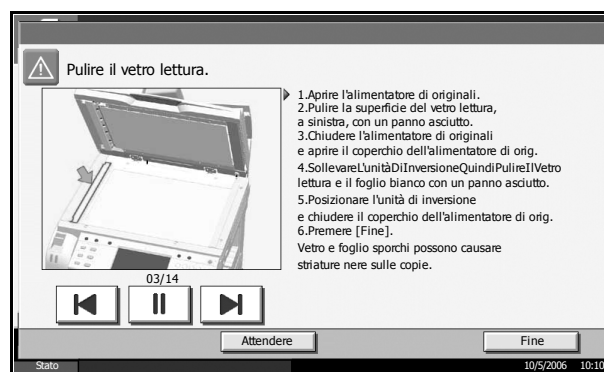 Pulire il vetro lettura.
1.Aprire l'alimentatore di originali.
2.Pulire la superficie del vetro lettura,
a sinistra, con un panno asciutto.
3.Chiudere l'alimentatore di originali
e aprire il coperchio dell'alimentatore di orig.
4.SollevareL'unitàDiInversioneQuindiPulireIlVetro
lettura e il foglio bianco con un panno asciutto.
5.Posizionare l'unità di inversione
e chiudere il coperchio dell'alimentatore di orig.
6.Premere [Fine].
Vetro e foglio sporchi possono causare
striature nere sulle copie.
03/14
Attendere
Fine
Stato
10/5/2006 10:10